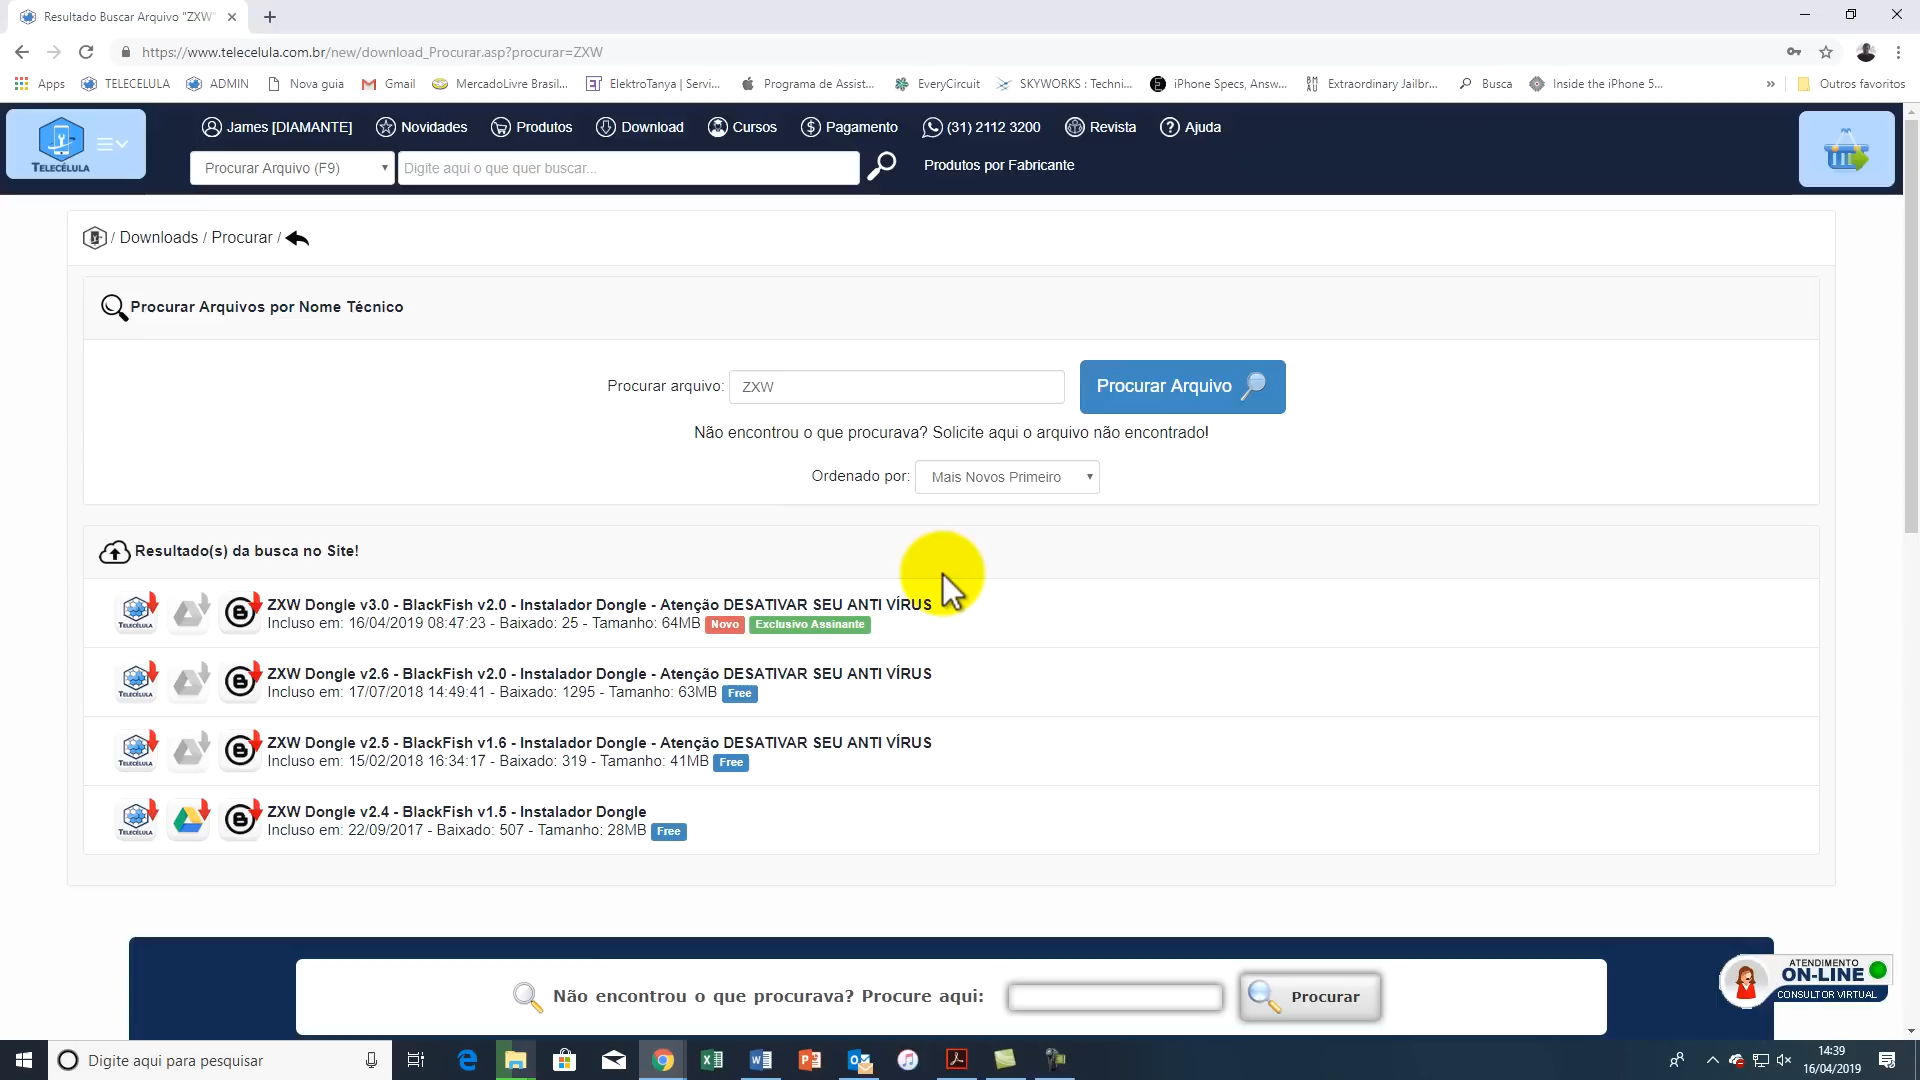 Resultado Buscar Arquivo "ZXW"
https://www.telecelula.com.br/new/download_Procurar.asp?procurar=ZXW
Apps TELECELULA ADMIN Nova guia Gmail MercadoLivre Brasil... ElektroTanya | Servi... Programa de Assist... EveryCircuit SKYWORKS : Techni... iPhone Specs, Answ... Extraordinary Jailbr... Busca Inside the iPhone 5... » Outros favoritos
TELECÉLULA
James [DIAMANTE] Novidades Produtos Download Cursos Pagamento (31) 2112 3200 Revista Ajuda
Procurar Arquivo (F9) Digite aqui o que quer buscar... Produtos por Fabricante
/ Downloads / Procurar /
Procurar Arquivos por Nome Técnico
Procurar arquivo: ZXW Procurar Arquivo
Não encontrou o que procurava? Solicite aqui o arquivo não encontrado!
Ordenado por: Mais Novos Primeiro
Resultado(s) da busca no Site!
TELECÉLULA
ZXW Dongle v3.0 - BlackFish v2.0 - Instalador Dongle - Atenção DESATIVAR SEU ANTI VÍRUS
Incluso em: 16/04/2019 08:47:23 - Baixado: 25 - Tamanho: 64MB Novo Exclusivo Assinante
TELECÉLULA
ZXW Dongle v2.6 - BlackFish v2.0 - Instalador Dongle - Atenção DESATIVAR SEU ANTI VÍRUS
Incluso em: 17/07/2018 14:49:41 - Baixado: 1295 - Tamanho: 63MB Free
TELECÉLULA
ZXW Dongle v2.5 - BlackFish v1.6 - Instalador Dongle - Atenção DESATIVAR SEU ANTI VÍRUS
Incluso em: 15/02/2018 16:34:17 - Baixado: 319 - Tamanho: 41MB Free
TELECÉLULA
ZXW Dongle v2.4 - BlackFish v1.5 - Instalador Dongle
Incluso em: 22/09/2017 - Baixado: 507 - Tamanho: 28MB Free
Não encontrou o que procurava? Procure aqui: Procurar
ATENDIMENTO
ON-LINE
CONSULTOR VIRTUAL
Digite aqui para pesquisar
14:39
16/04/2019